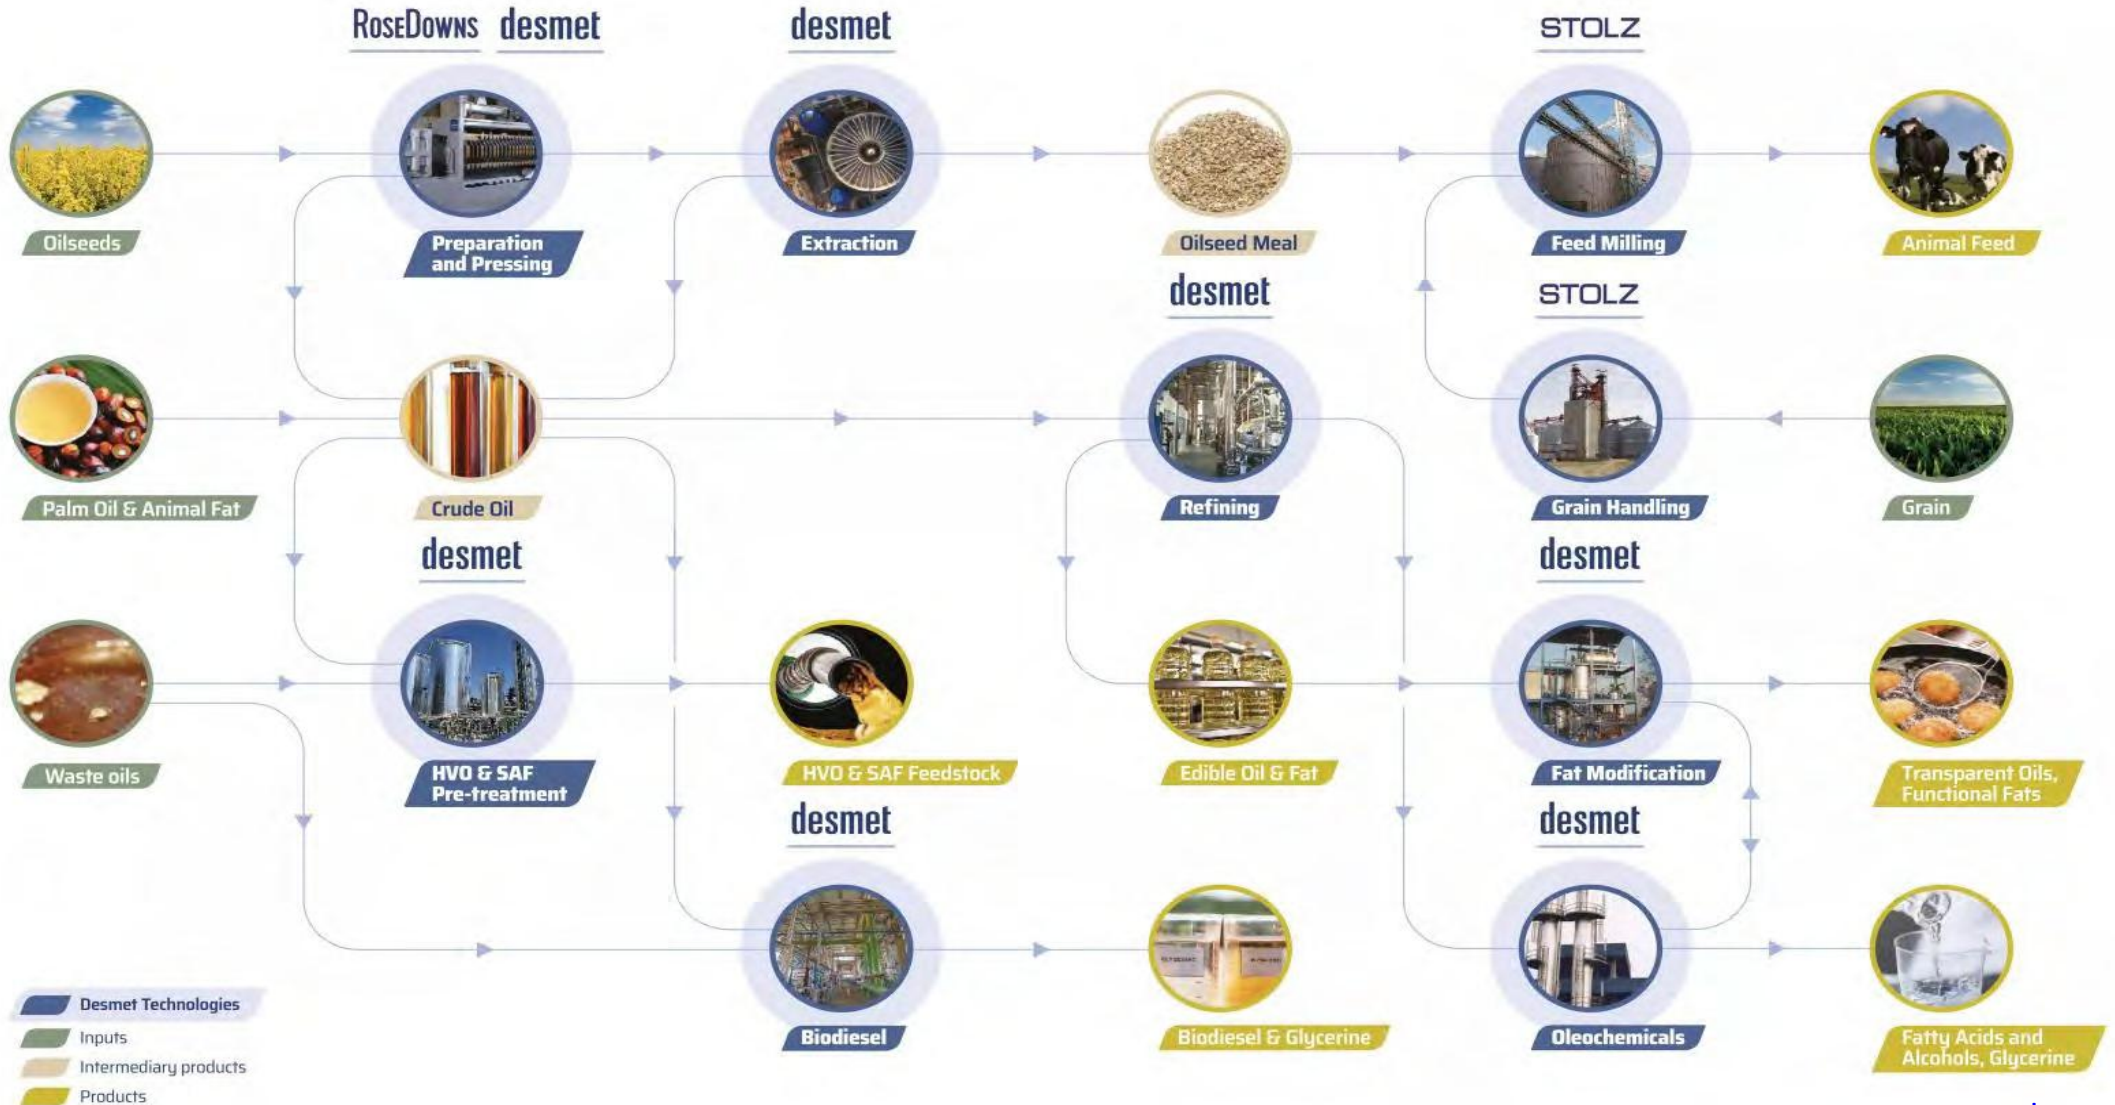 RoseDowns desmet
desmet
STOLZ
Oilseeds
Preparation
and Pressing
Extraction
Oilseed Meal
Feed Milling
Animal Feed
desmet
STOLZ
Palm Oil & Animal Fat
Crude Oil
Refining
Grain Handling
Grain
desmet
desmet
Waste oils
HVO & SAF
Pre-treatment
HVO & SAF Feedstock
Edible Oil & Fat
Fat Modification
Transparent Oils,
Functional Fats
desmet
desmet
Biodiesel
Biodiesel & Glycerine
Oleochemicals
Fatty Acids and
Alcohols, Glycerine
Desmet Technologies
Inputs
Intermediary products
Products